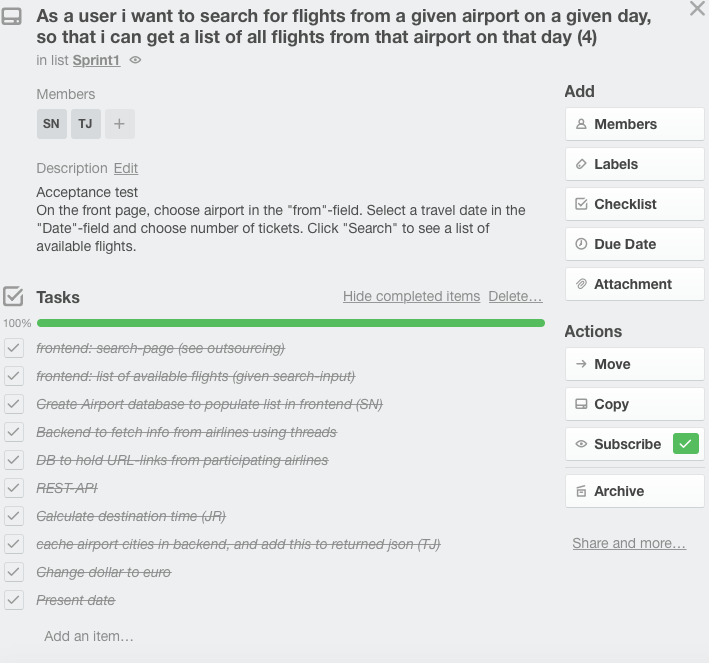 As a user i want to search for flights from a given airport on a given day,
so that i can get a list of all flights from that airport on that day (4)
in list Sprint1
Members
SN TJ +
Description Edit
Acceptance test
On the front page, choose airport in the "from"-field. Select a travel date in the
"Date"-field and choose number of tickets. Click "Search" to see a list of
available flights.
Tasks Hide completed items Delete…
100%
frontend: search-page (see outsourcing)
frontend: list of available flights (given search-input)
Create Airport database to populate list in frontend (SN)
Backend to fetch info from airlines using threads
DB to hold URL-links from participating airlines
REST-API
Calculate destination time (JR)
cache airport cities in backend, and add this to returned json (TJ)
Change dollar to euro
Present date
Add an item…
Add
Members
Labels
Checklist
Due Date
Attachment
Actions
Move
Copy
Subscribe
Archive
Share and more…